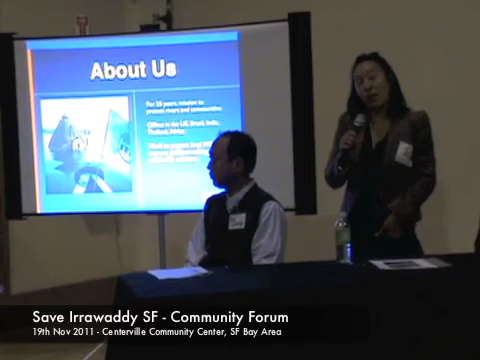 About Us
For 25 years, mission to
protect rivers and communities
Offices in the US, Brazil, India,
Thailand, Africa
Save Irrawaddy SF - Community Forum
19th Nov 2011 - Centerville Community Center, SF Bay Area